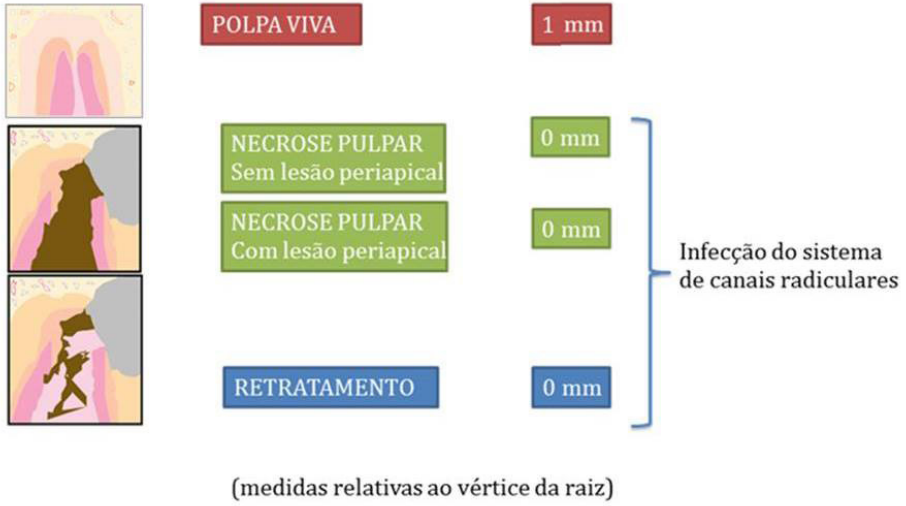 POLPA VIVA
1 mm
NECROSE PULPAR
Sem lesão periapical
0 mm
NECROSE PULPAR
Com lesão periapical
0 mm
Infecção do sistema
de canais radiculares
RETRATAMENTO
0 mm
(medidas relativas ao vértice da raiz)